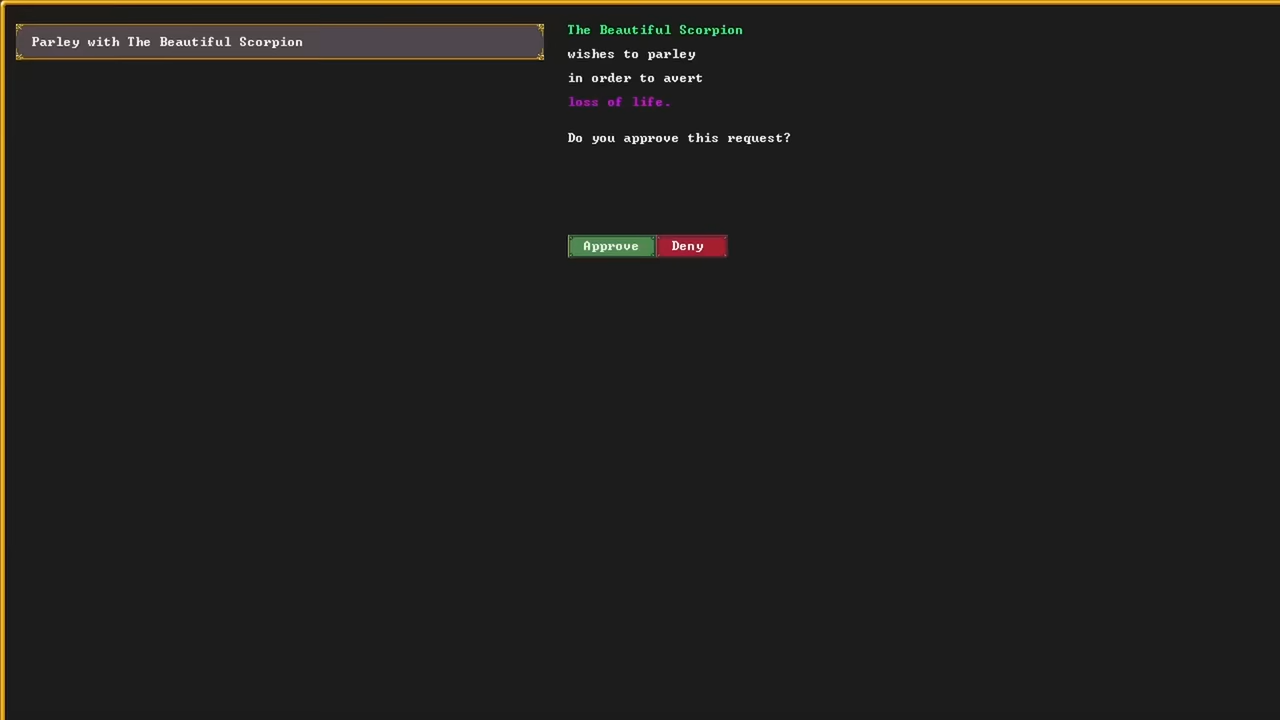 Parley with The Beautiful Scorpion
The Beautiful Scorpion
wishes to parley
in order to avert
loss of life.
Do you approve this request?
Approve
Deny